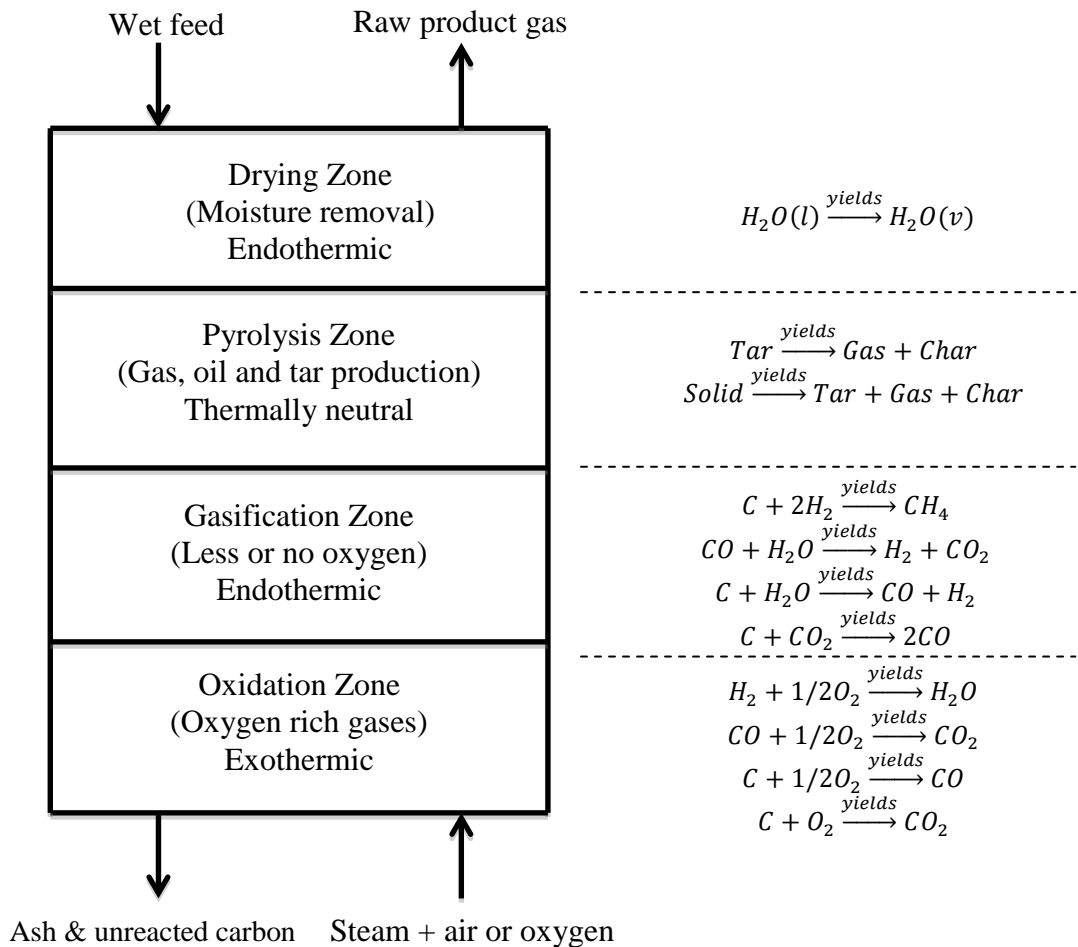 Wet feed
Raw product gas
Drying Zone
(Moisture removal)
Endothermic
H₂O(l) yields→ H₂O(v)
Pyrolysis Zone
(Gas, oil and tar production)
Thermally neutral
Tar yields→ Gas + Char
Solid yields→ Tar + Gas + Char
Gasification Zone
(Less or no oxygen)
Endothermic
C + 2H₂ yields→ CH₄
CO + H₂O yields→ H₂ + CO₂
C + H₂O yields→ CO + H₂
C + CO₂ yields→ 2CO
Oxidation Zone
(Oxygen rich gases)
Exothermic
H₂ + 1/2O₂ yields→ H₂O
CO + 1/2O₂ yields→ CO₂
C + 1/2O₂ yields→ CO
C + O₂ yields→ CO₂
Ash & unreacted carbon
Steam + air or oxygen